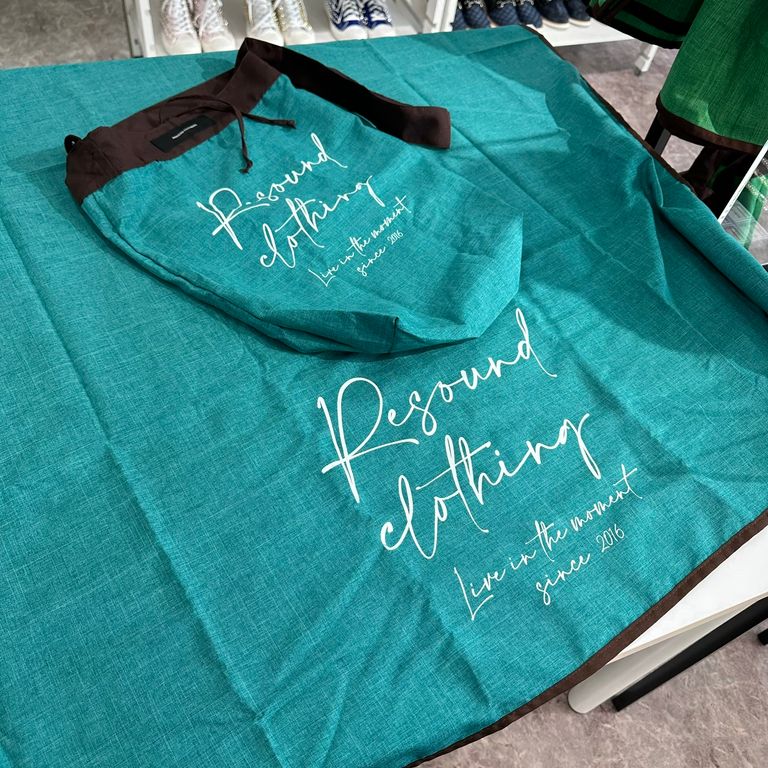 Resound
clothing
Live in the moment
since 2016
Resound
clothing
Live in the moment
since 2016